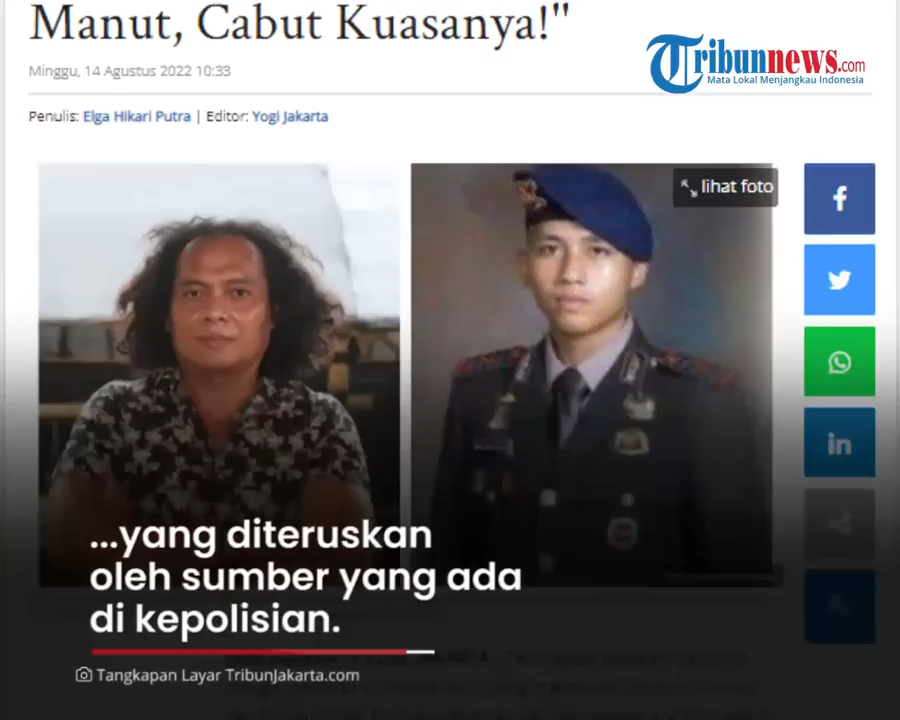 Manut, Cabut Kuasanya!"
Tribunnews.com
Mata Lokal Menjangkau Indonesia
Minggu, 14 Agustus 2022 10:33
Penulis: Elga Hikari Putra | Editor: Yogi Jakarta
lihat foto
...yang diteruskan
oleh sumber yang ada
di kepolisian.
Tangkapan Layar TribunJakarta.com